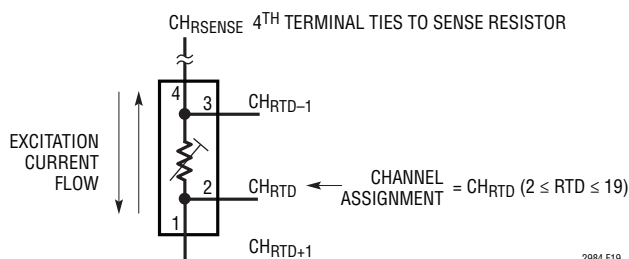 CHRSENSE 4TH TERMINAL TIES TO SENSE RESISTOR
4
3
CHRTD–1
EXCITATION
CURRENT
FLOW
2
CHRTD
CHANNEL
ASSIGNMENT
= CHRTD (2 ≤ RTD ≤ 19)
1
CHRTD+1
2984 F19